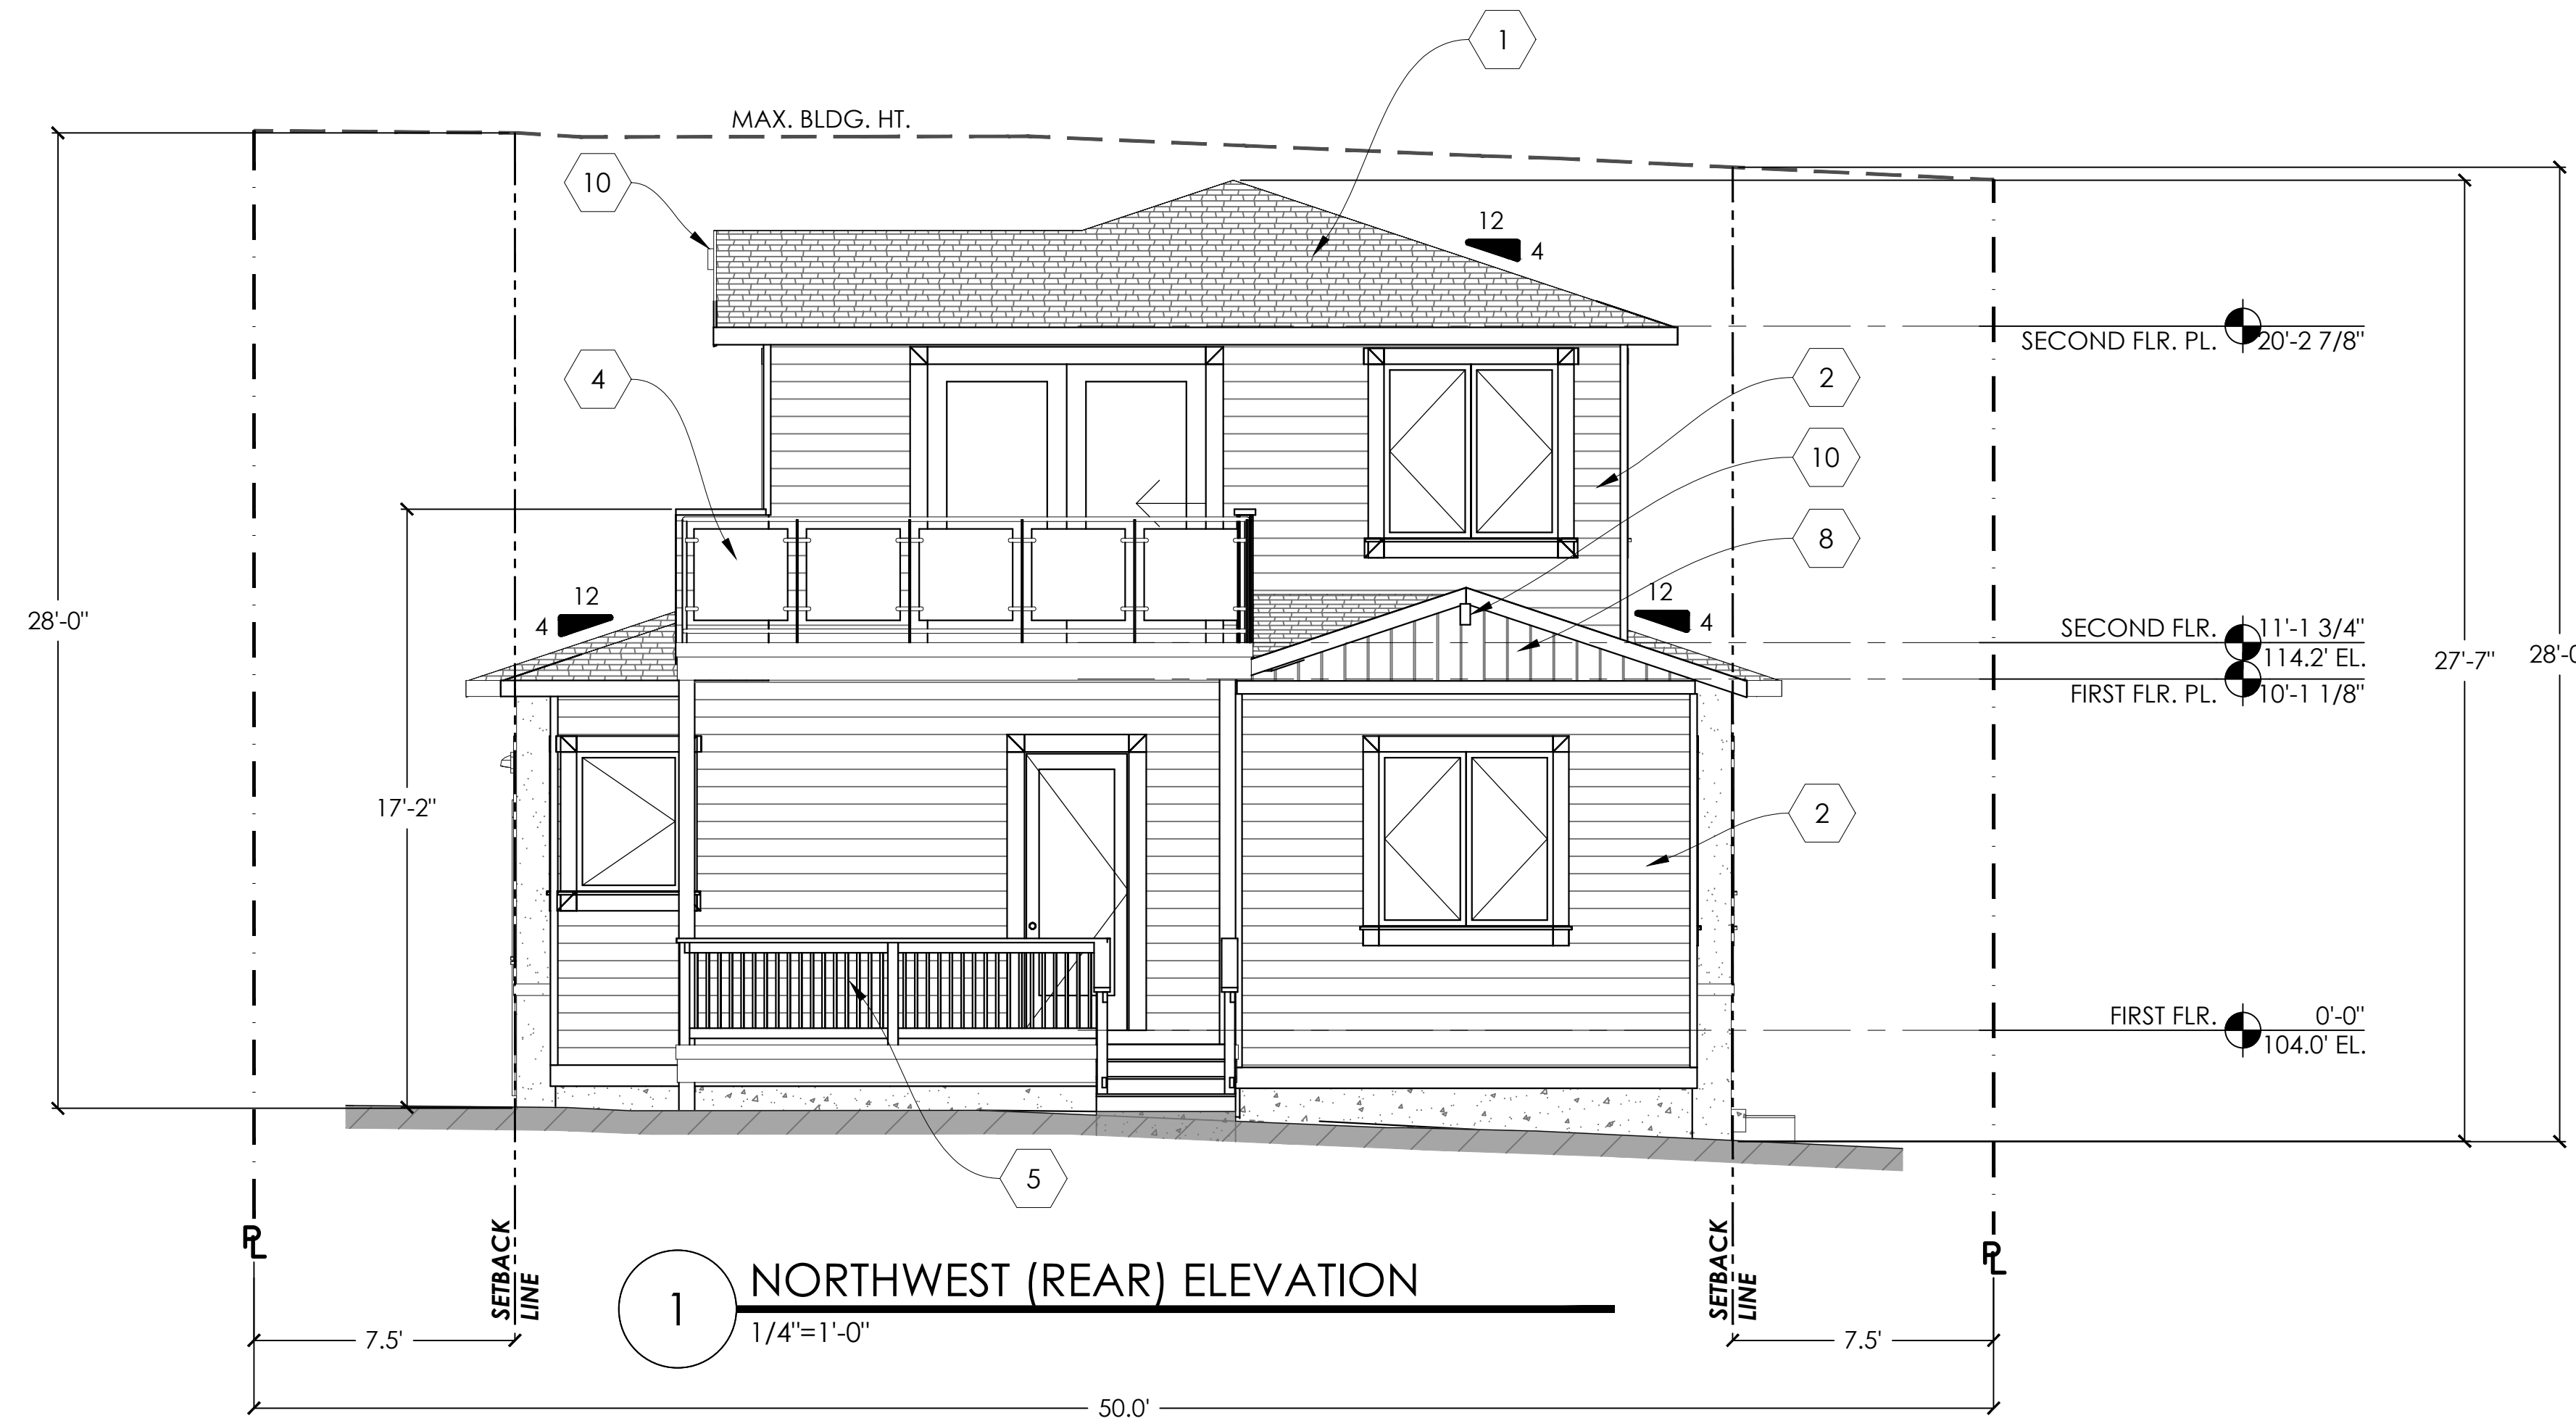 1
MAX. BLDG. HT.
10
12
4
SECOND FLR. PL.
20'-2 7/8"
4
2
10
8
12
4
12
4
28'-0"
SECOND FLR.
11'-1 3/4"
114.2' EL.
27'-7"
28'-0
FIRST FLR. PL.
10'-1 1/8"
17'-2"
2
FIRST FLR.
0'-0"
104.0' EL.
5
PL
SETBACK
LINE
SETBACK
LINE
PL
1
NORTHWEST (REAR) ELEVATION
1/4"=1'-0"
7.5'
7.5'
50.0'